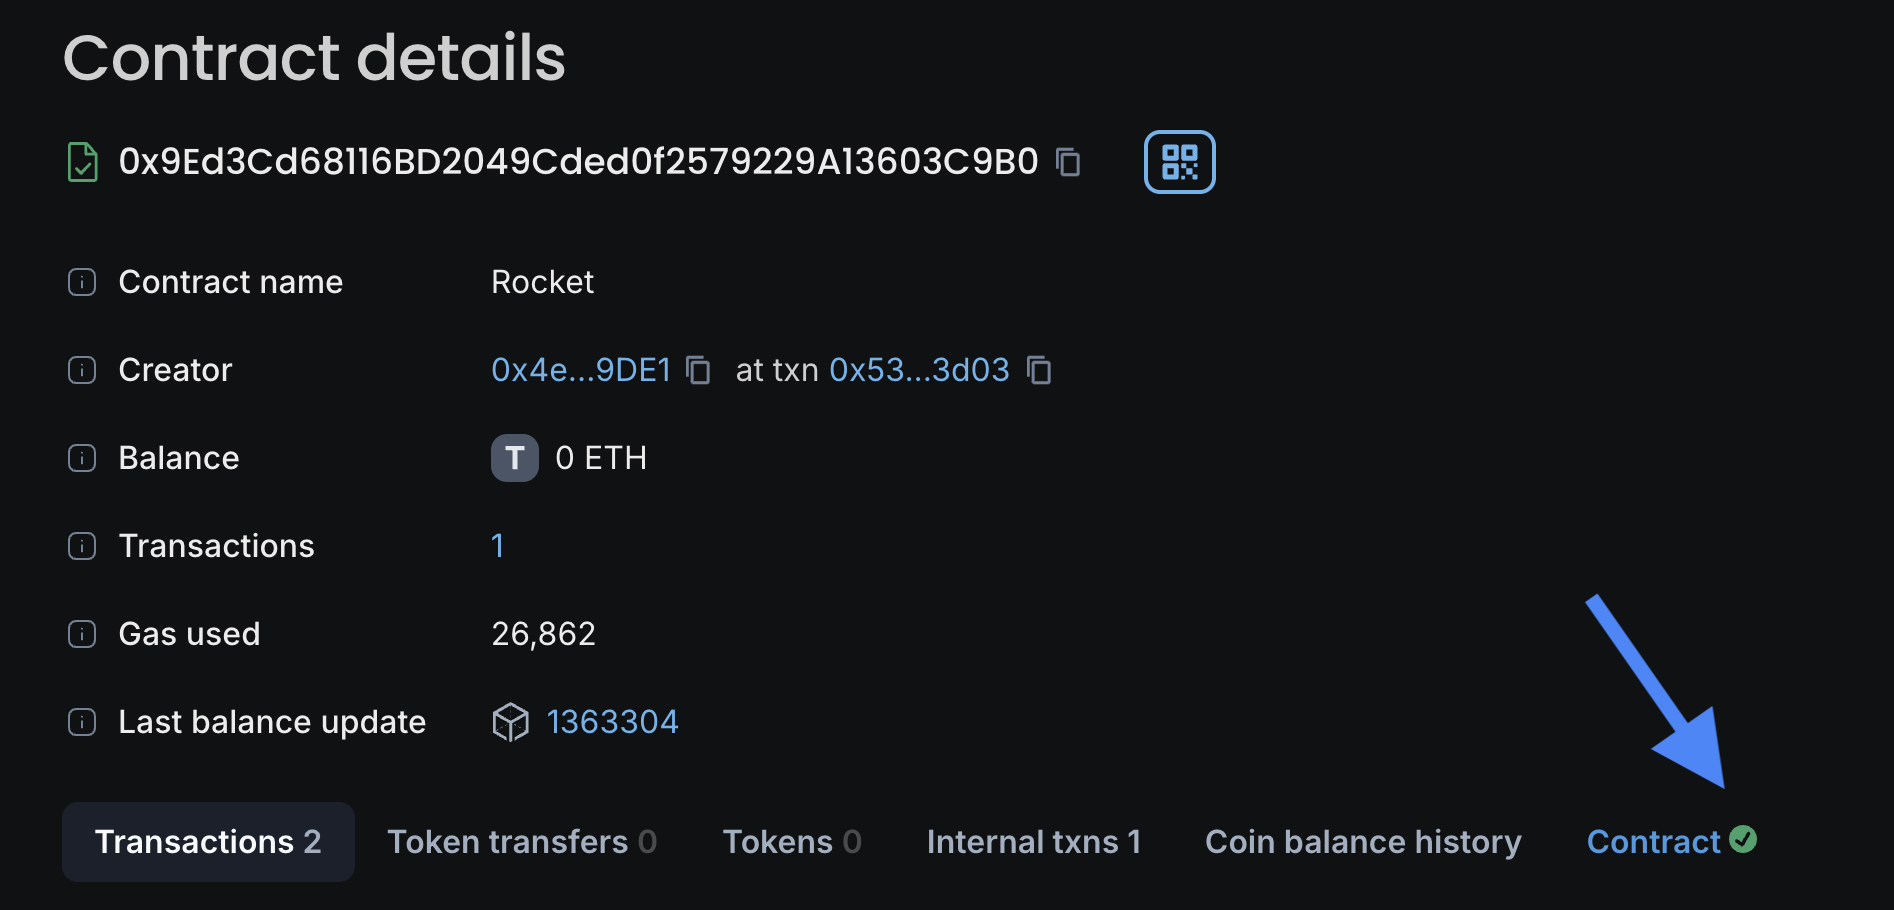 Contract details
0x9Ed3Cd68116BD2049Cded0f2579229A13603C9B0
Contract name Rocket
Creator 0x4e...9DE1 at txn 0x53...3d03
Balance T 0 ETH
Transactions 1
Gas used 26,862
Last balance update 1363304
Transactions 2 Token transfers 0 Tokens 0 Internal txns 1 Coin balance history Contract